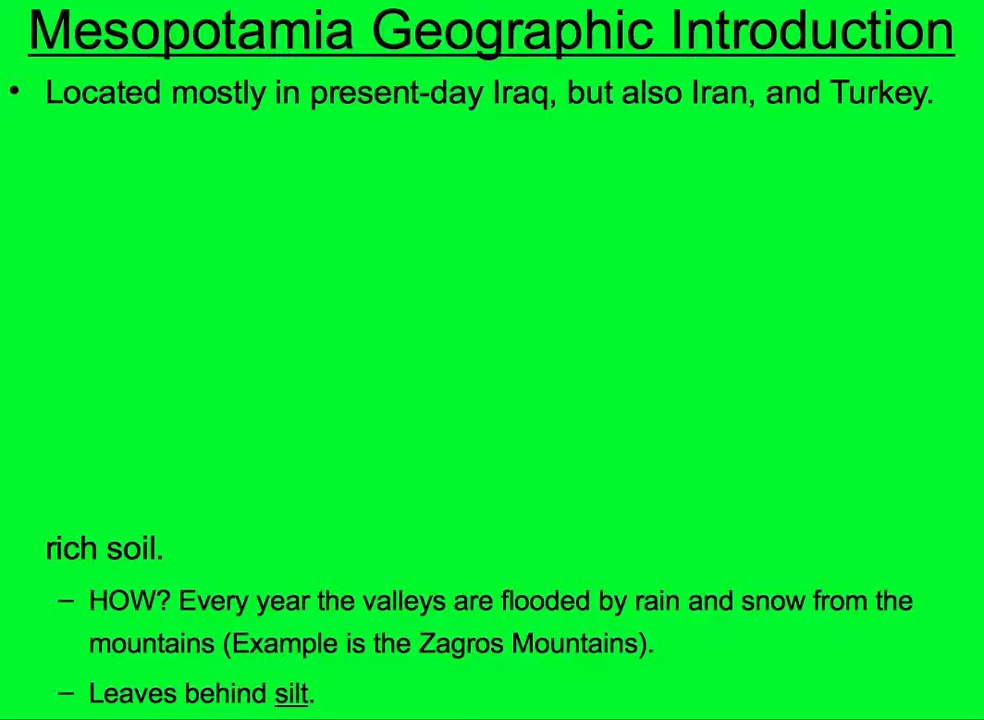 Mesopotamia Geographic Introduction
• Located mostly in present-day Iraq, but also Iran, and Turkey.
rich soil.
– HOW? Every year the valleys are flooded by rain and snow from the
mountains (Example is the Zagros Mountains).
– Leaves behind silt.